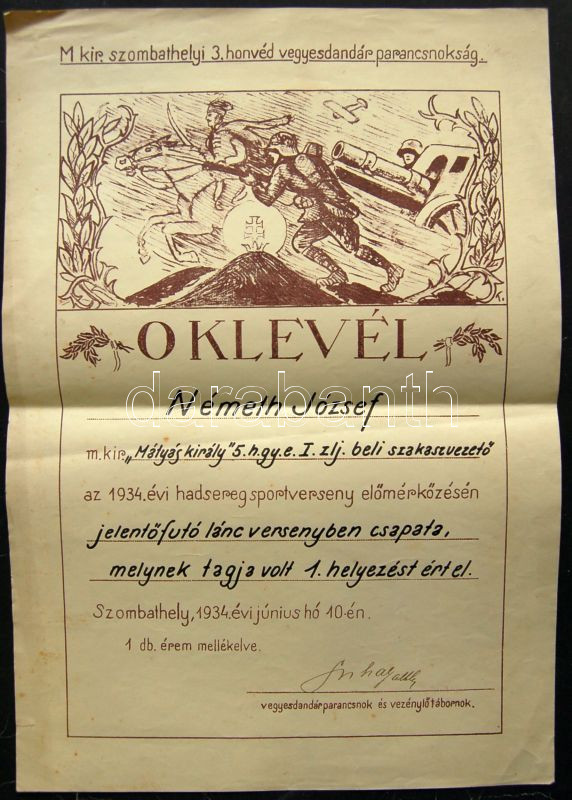 M kir. szombathelyi 3. honvéd vegyesdandár parancsnokság.
OKLEVÉL
darabanth
Németh József
m.kir. „Mátyás király" 5. h.gy.e. I. zlj. beli szakaszvezető
az 1934. évi hadsereg sportverseny előmérkőzésén
jelentőfutó lánc versenyben csapata,
melynek tagja volt 1. helyezést ért el.
Szombathely, 1934. évi június hó 10-én.
1 db. érem mellékelve.
vegyesdandárparancsnok és vezénylőtábornok.